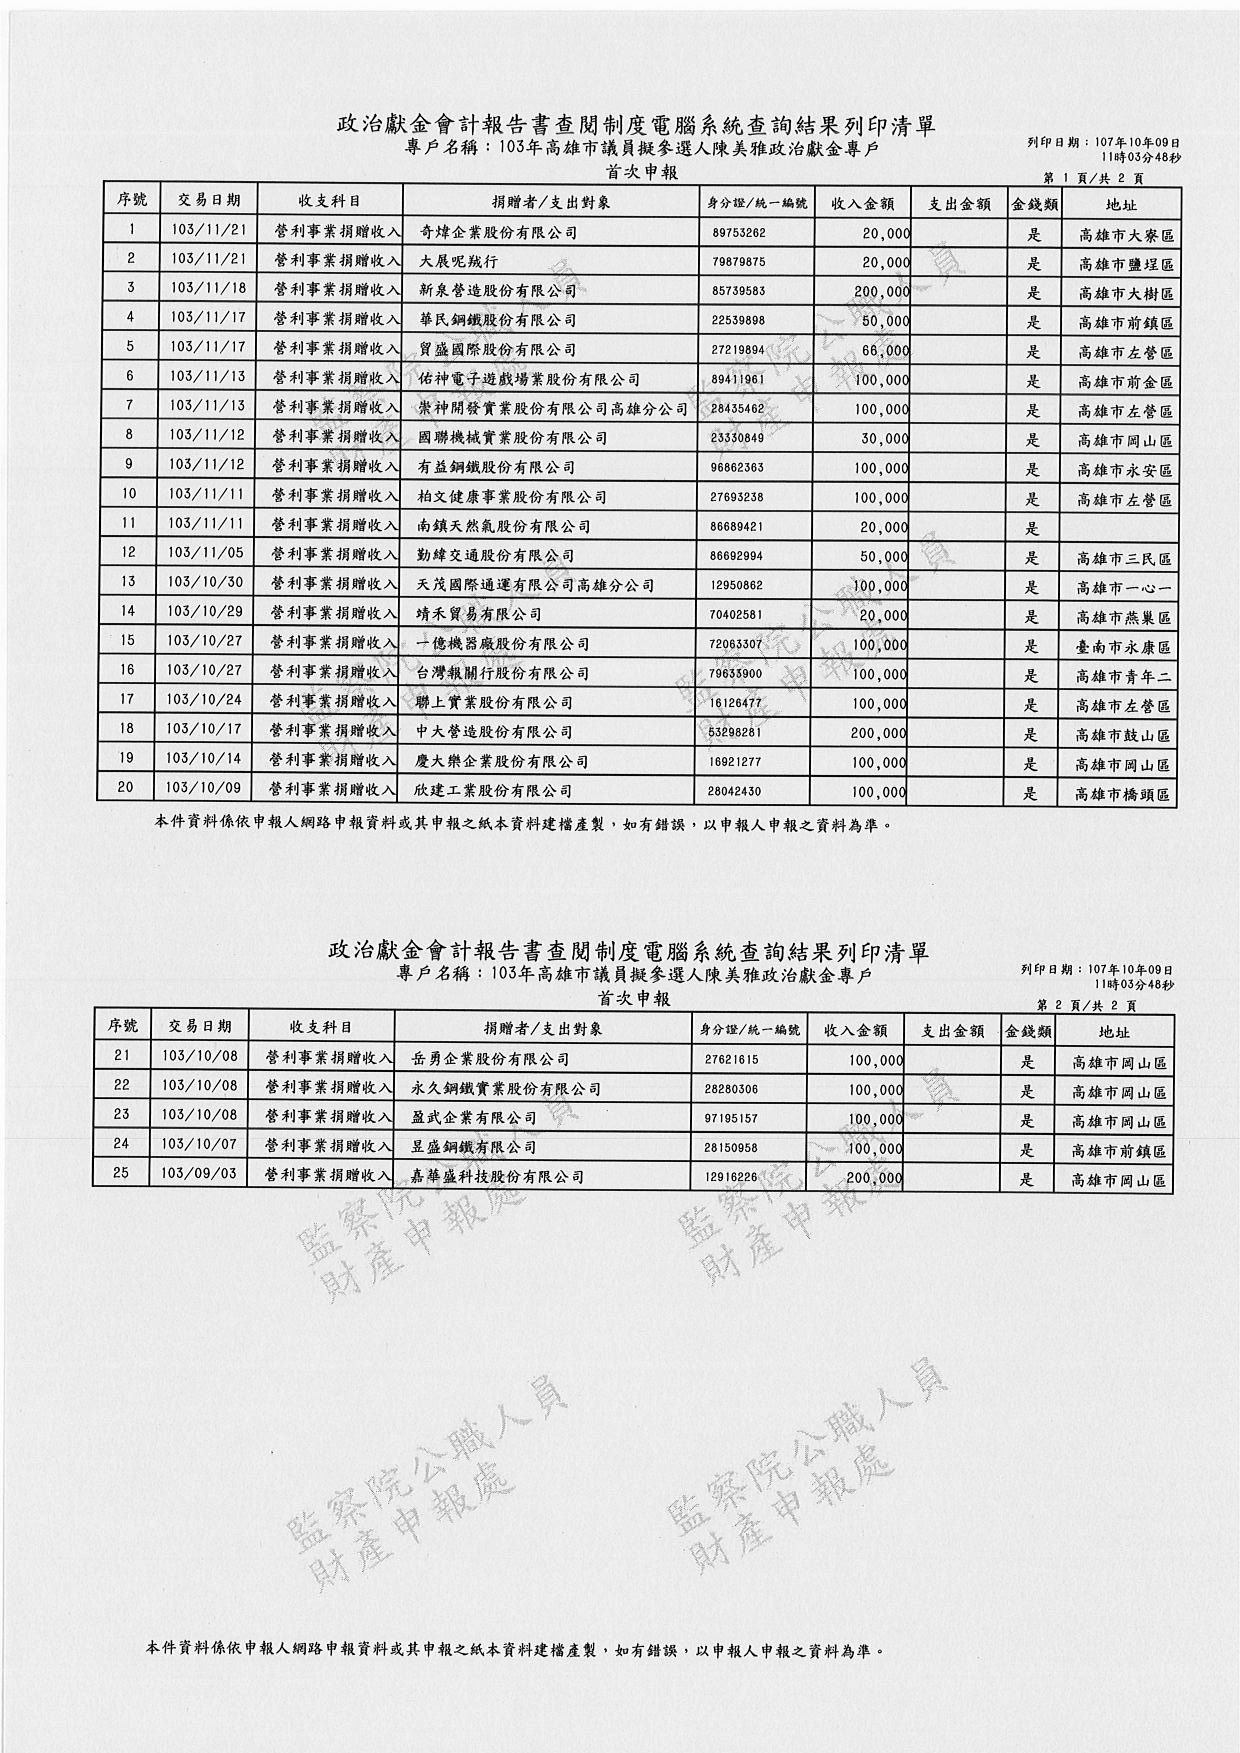 政治獻金會計報告書查閱制度電腦系統查詢結果列印清單
專戶名稱：103年高雄市議員擬參選人陳美雅政治獻金專戶
列印日期：107年10年09日
11時03分48秒
首次申報
第 1 頁/共 2 頁
序號 交易日期 收支科目 捐贈者/支出對象 身分證/統一編號 收入金額 支出金額 金錢類 地址
1 103/11/21 營利事業捐贈收入 奇煒企業股份有限公司 89753262 20,000 是 高雄市大寮區
2 103/11/21 營利事業捐贈收入 大展呢羢行 79879875 20,000 是 高雄市鹽埕區
3 103/11/18 營利事業捐贈收入 新泉營造股份有限公司 85739583 200,000 是 高雄市大樹區
4 103/11/17 營利事業捐贈收入 華民鋼鐵股份有限公司 22539898 50,000 是 高雄市前鎮區
5 103/11/17 營利事業捐贈收入 貿盛國際股份有限公司 27219894 66,000 是 高雄市左營區
6 103/11/13 營利事業捐贈收入 佑神電子遊戲場業股份有限公司 89411961 100,000 是 高雄市前金區
7 103/11/13 營利事業捐贈收入 崇神開發實業股份有限公司高雄分公司 28435462 100,000 是 高雄市左營區
8 103/11/12 營利事業捐贈收入 國聯機械實業股份有限公司 23330849 30,000 是 高雄市岡山區
9 103/11/12 營利事業捐贈收入 有益鋼鐵股份有限公司 96862363 100,000 是 高雄市永安區
10 103/11/11 營利事業捐贈收入 柏文健康事業股份有限公司 27693238 100,000 是 高雄市左營區
11 103/11/11 營利事業捐贈收入 南鎮天然氣股份有限公司 86689421 20,000 是
12 103/11/05 營利事業捐贈收入 勤緯交通股份有限公司 86692994 50,000 是 高雄市三民區
13 103/10/30 營利事業捐贈收入 天茂國際通運有限公司高雄分公司 12950862 100,000 是 高雄市一心一
14 103/10/29 營利事業捐贈收入 靖禾貿易有限公司 70402581 20,000 是 高雄市燕巢區
15 103/10/27 營利事業捐贈收入 一億機器廠股份有限公司 72063307 100,000 是 臺南市永康區
16 103/10/27 營利事業捐贈收入 台灣報關行股份有限公司 79633900 100,000 是 高雄市青年二
17 103/10/24 營利事業捐贈收入 聯上實業股份有限公司 16126477 100,000 是 高雄市左營區
18 103/10/17 營利事業捐贈收入 中大營造股份有限公司 53298281 200,000 是 高雄市鼓山區
19 103/10/14 營利事業捐贈收入 慶大樂企業股份有限公司 16921277 100,000 是 高雄市岡山區
20 103/10/09 營利事業捐贈收入 欣建工業股份有限公司 28042430 100,000 是 高雄市橋頭區
本件資料係依申報人網路申報資料或其申報之紙本資料建檔產製，如有錯誤，以申報人申報之資料為準。
政治獻金會計報告書查閱制度電腦系統查詢結果列印清單
專戶名稱：103年高雄市議員擬參選人陳美雅政治獻金專戶
列印日期：107年10年09日
11時03分48秒
首次申報
第 2 頁/共 2 頁
序號 交易日期 收支科目 捐贈者/支出對象 身分證/統一編號 收入金額 支出金額 金錢類 地址
21 103/10/08 營利事業捐贈收入 岳勇企業股份有限公司 27621615 100,000 是 高雄市岡山區
22 103/10/08 營利事業捐贈收入 永久鋼鐵實業股份有限公司 28280306 100,000 是 高雄市岡山區
23 103/10/08 營利事業捐贈收入 盈武企業有限公司 97195157 100,000 是 高雄市岡山區
24 103/10/07 營利事業捐贈收入 昱盛鋼鐵有限公司 28150958 100,000 是 高雄市前鎮區
25 103/09/03 營利事業捐贈收入 嘉華盛科技股份有限公司 12916226 200,000 是 高雄市岡山區
監察院公職人員
財產申報處
監察院公職人員
財產申報處
本件資料係依申報人網路申報資料或其申報之紙本資料建檔產製，如有錯誤，以申報人申報之資料為準。